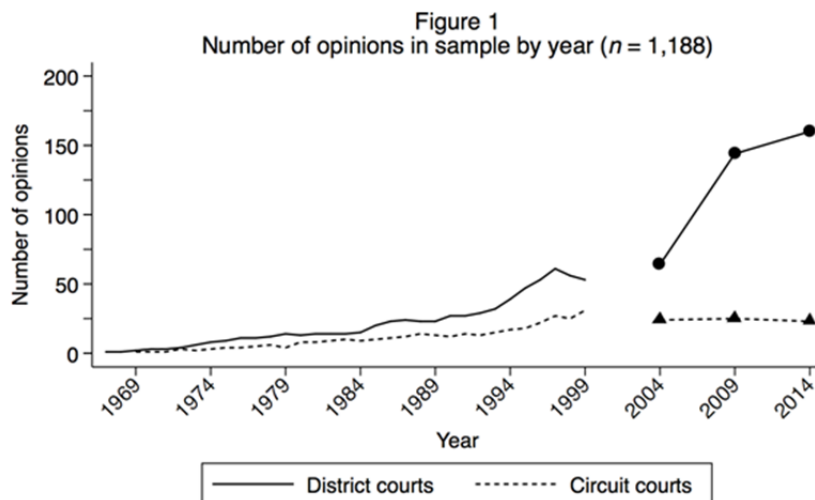 Figure 1
Number of opinions in sample by year (n = 1,188)
200
150
100
50
0
Number of opinions
1969 1974 1979 1984 1989 1994 1999 2004 2009 2014
Year
District courts Circuit courts